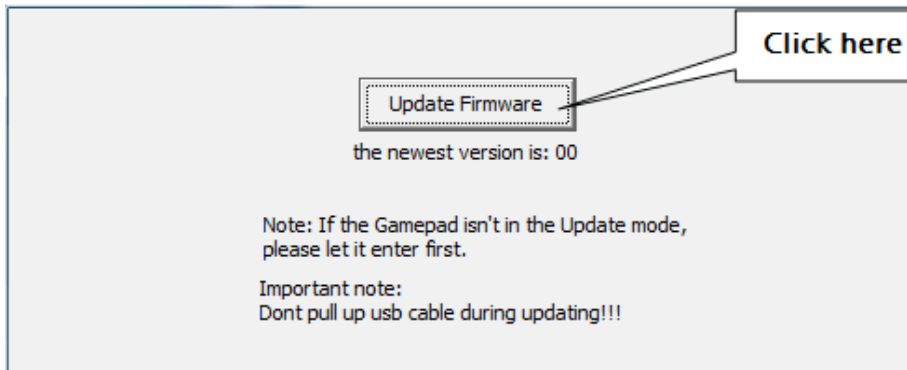 Click here
Update Firmware
the newest version is: 00
Note: If the Gamepad isn't in the Update mode,
please let it enter first.
Important note:
Dont pull up usb cable during updating!!!